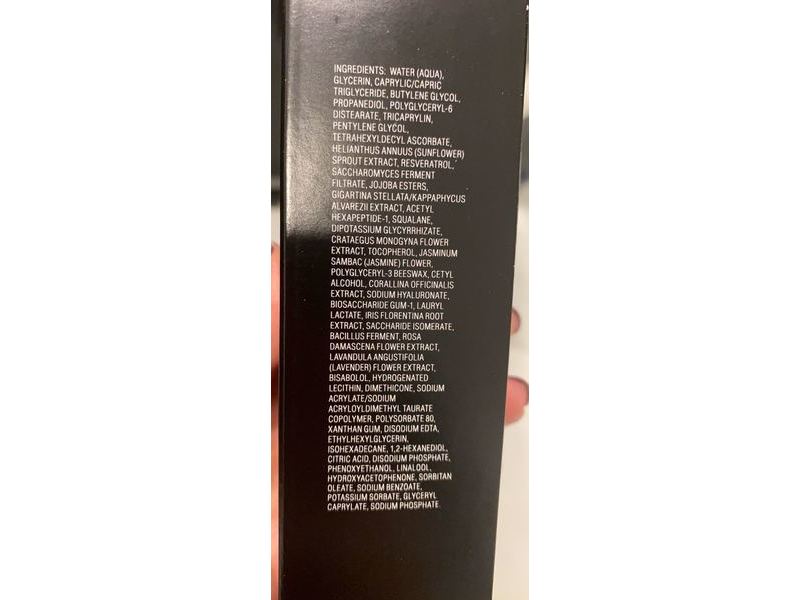 INGREDIENTS: WATER (AQUA),
GLYCERIN, CAPRYLIC/CAPRIC
TRIGLYCERIDE, BUTYLENE GLYCOL,
PROPANEDIOL, POLYGLYCERYL-6
DISTEARATE, TRICAPRYLIN,
PENTYLENE GLYCOL,
TETRAHEXYLDECYL ASCORBATE,
HELIANTHUS ANNUUS (SUNFLOWER)
SPROUT EXTRACT, RESVERATROL,
SACCHAROMYCES FERMENT
FILTRATE, JOJOBA ESTERS,
GIGARTINA STELLATA/KAPPAPHYCUS
ALVAREZII EXTRACT, ACETYL
HEXAPEPTIDE-1, SQUALANE,
DIPOTASSIUM GLYCYRRHIZATE,
CRATAEGUS MONOGYNA FLOWER
EXTRACT, TOCOPHEROL, JASMINUM
SAMBAC (JASMINE) FLOWER,
POLYGLYCERYL-3 BEESWAX, CETYL
ALCOHOL, CORALLINA OFFICINALIS
EXTRACT, SODIUM HYALURONATE,
BIOSACCHARIDE GUM-1, LAURYL
LACTATE, IRIS FLORENTINA ROOT
EXTRACT, SACCHARIDE ISOMERATE,
BACILLUS FERMENT, ROSA
DAMASCENA FLOWER EXTRACT,
LAVANDULA ANGUSTIFOLIA
(LAVENDER) FLOWER EXTRACT,
BISABOLOL, HYDROGENATED
LECITHIN, DIMETHICONE, SODIUM
ACRYLATE/SODIUM
ACRYLOYLDIMETHYL TAURATE
COPOLYMER, POLYSORBATE 80,
XANTHAN GUM, DISODIUM EDTA,
ETHYLHEXYLGLYCERIN,
ISOHEXADECANE, 1,2-HEXANEDIOL,
CITRIC ACID, DISODIUM PHOSPHATE,
PHENOXYETHANOL, LINALOOL,
HYDROXYACETOPHENONE, SORBITAN
OLEATE, SODIUM BENZOATE,
POTASSIUM SORBATE, GLYCERYL
CAPRYLATE, SODIUM PHOSPHATE